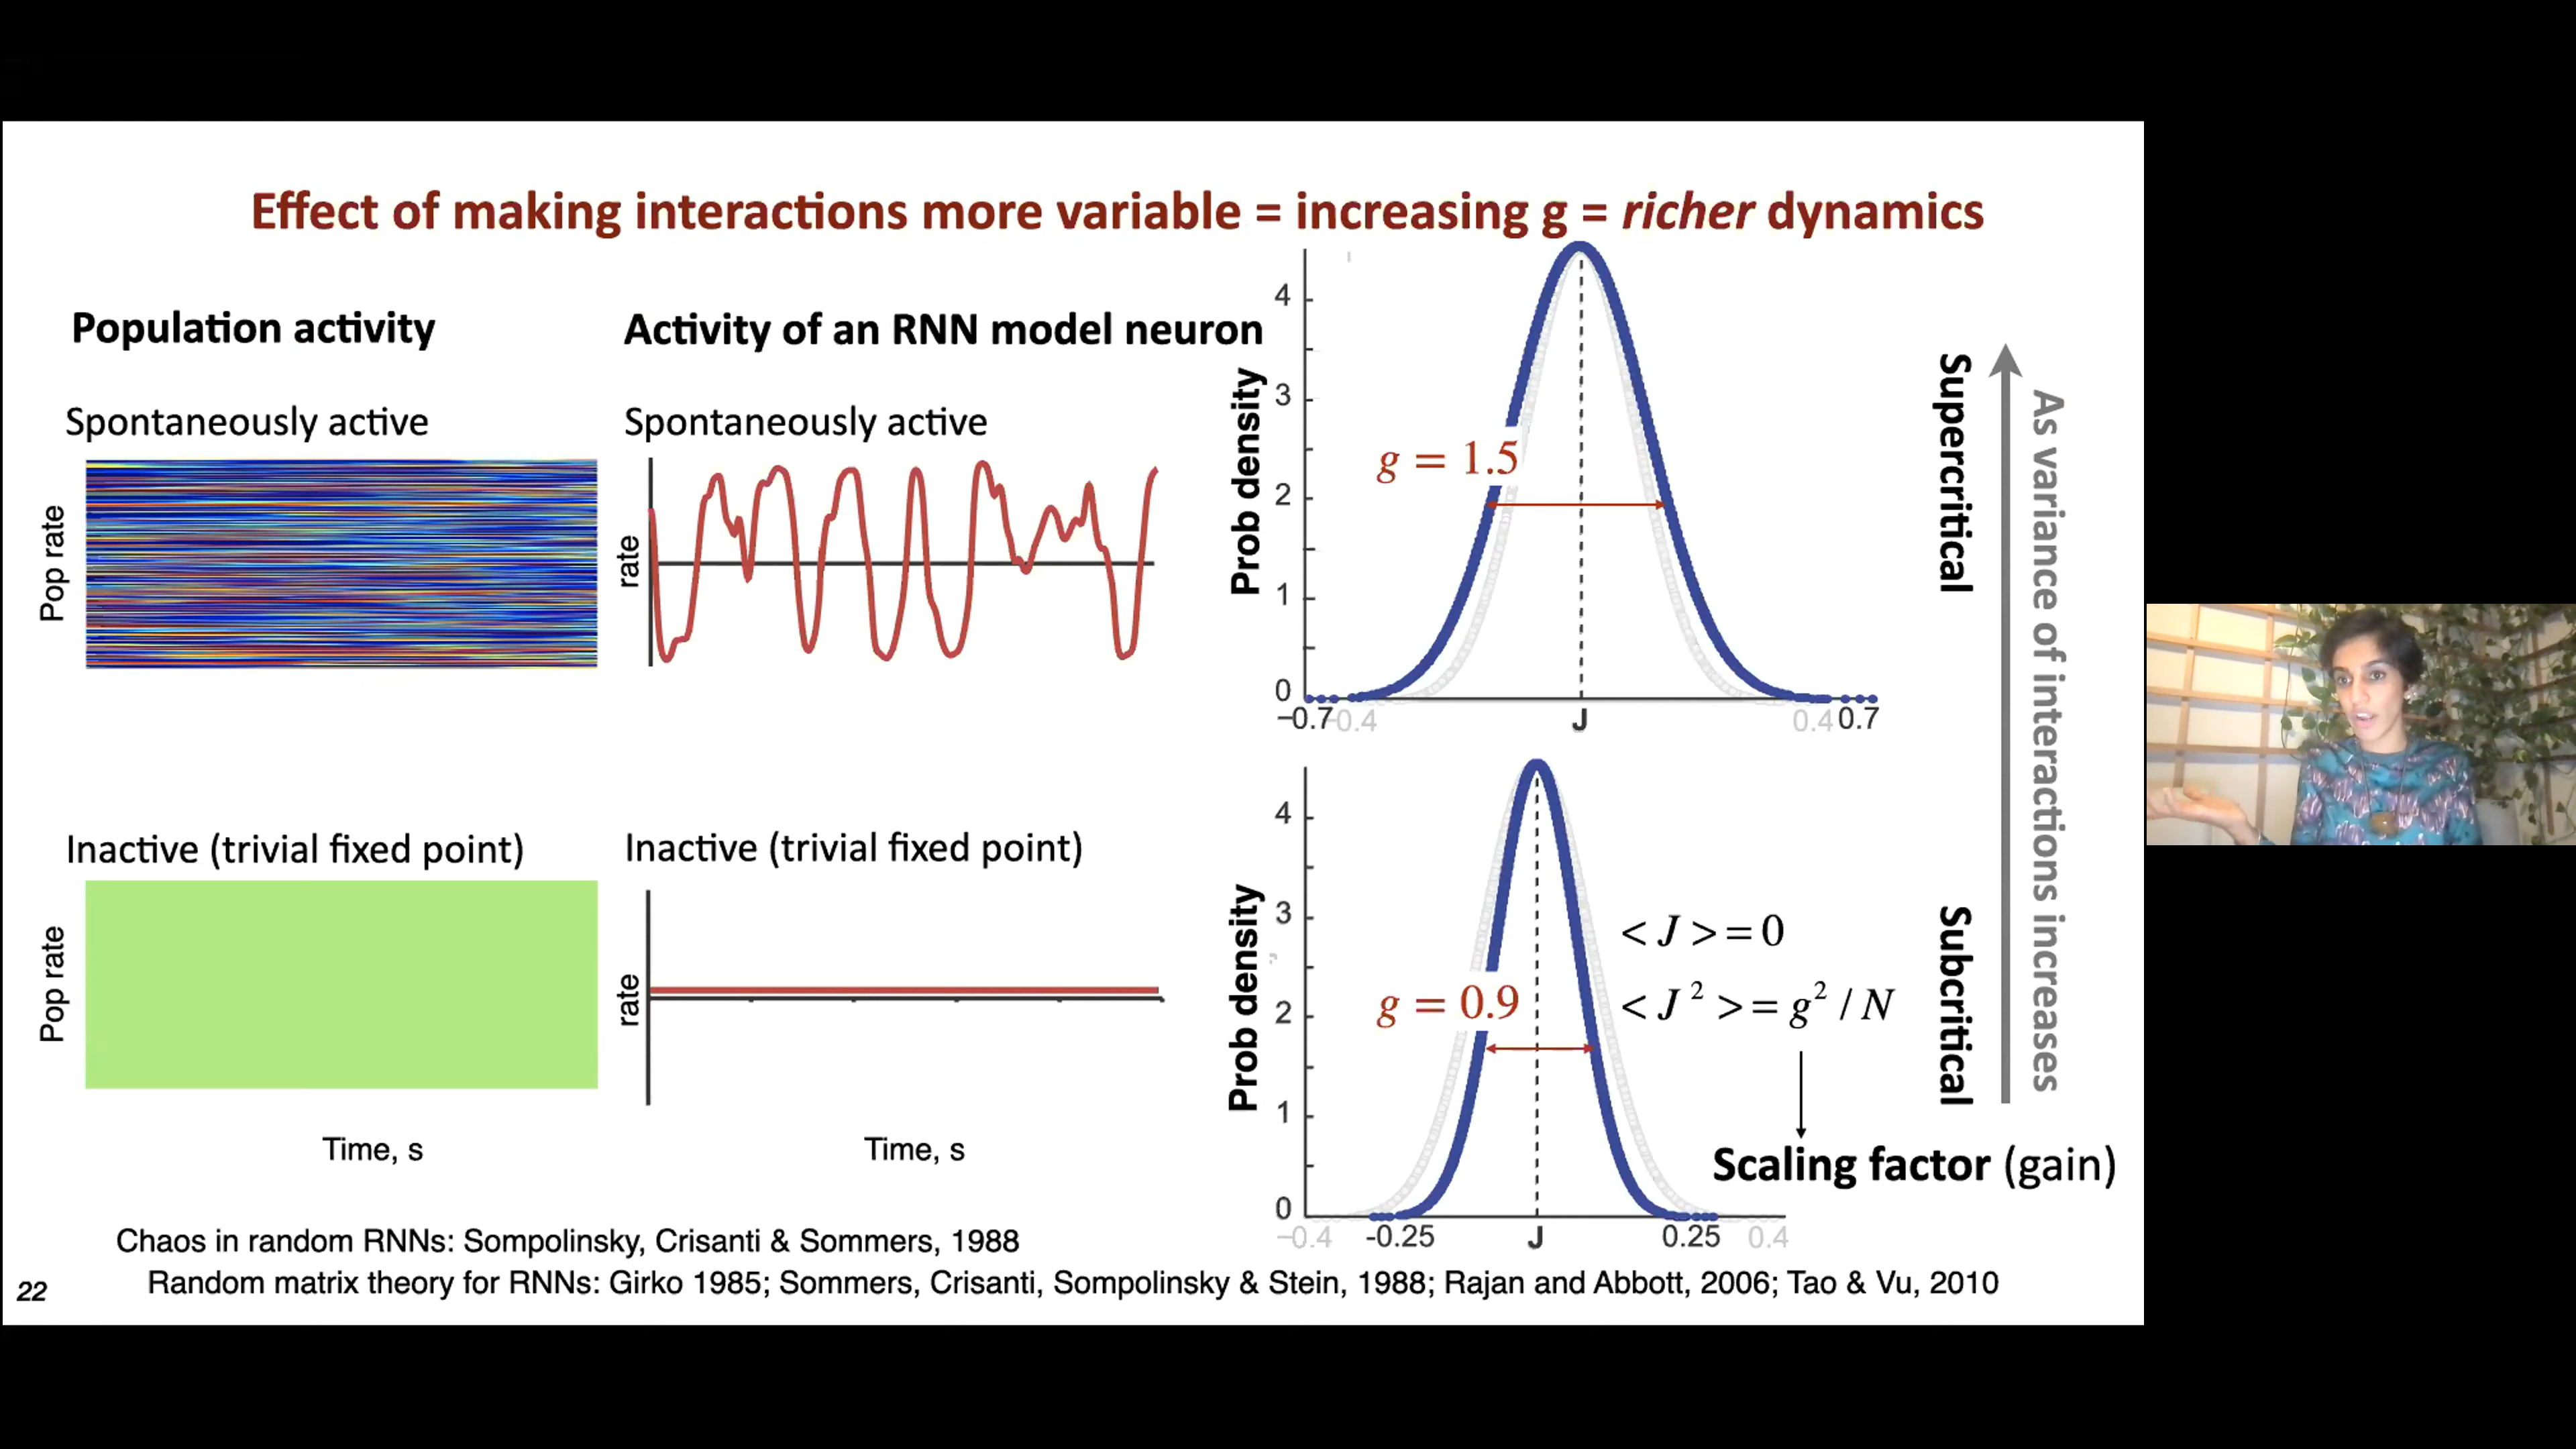 Effect of making interactions more variable = increasing g = richer dynamics
Population activity
Activity of an RNN model neuron
Spontaneously active
Spontaneously active
Pop rate
rate
Prob density
4
3
2
1
0
g = 1.5
-0.7
-0.4
J
0.4
0.7
Supercritical
As variance of interactions increases
Inactive (trivial fixed point)
Inactive (trivial fixed point)
Pop rate
rate
Time, s
Time, s
Prob density
4
3
2
1
0
g = 0.9
< J > = 0
< J² > = g² / N
Subcritical
Scaling factor (gain)
-0.4
-0.25
J
0.25
0.4
Chaos in random RNNs: Sompolinsky, Crisanti & Sommers, 1988
22
Random matrix theory for RNNs: Girko 1985; Sommers, Crisanti, Sompolinsky & Stein, 1988; Rajan and Abbott, 2006; Tao & Vu, 2010